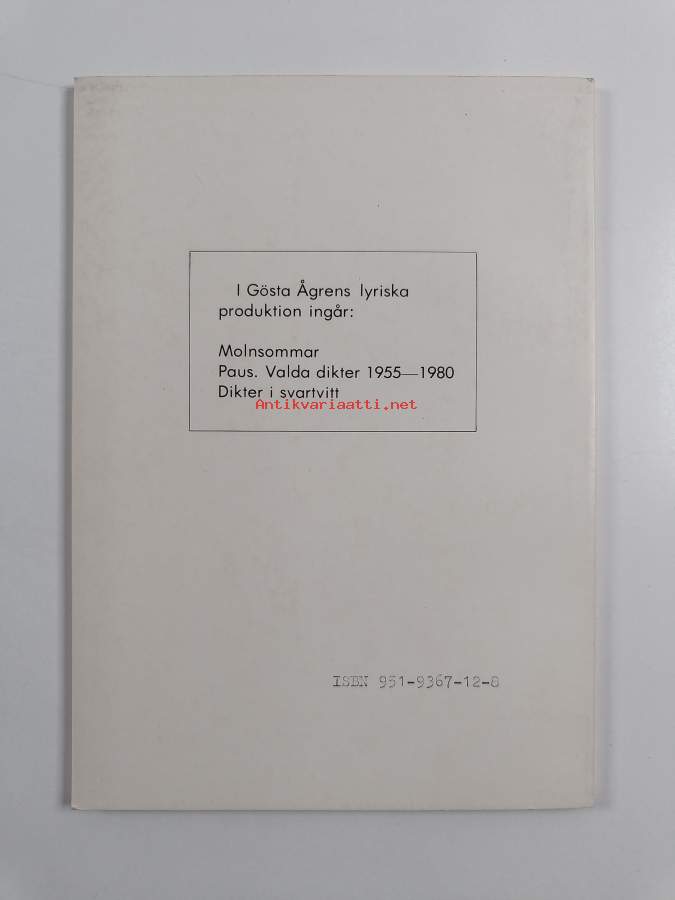 I Gösta Ågrens lyriska
produktion ingår:
Molnsommar
Paus. Valda dikter 1955—1980
Dikter i svartvitt
Antikvariaatti.net
ISBN 951-9367-12-8